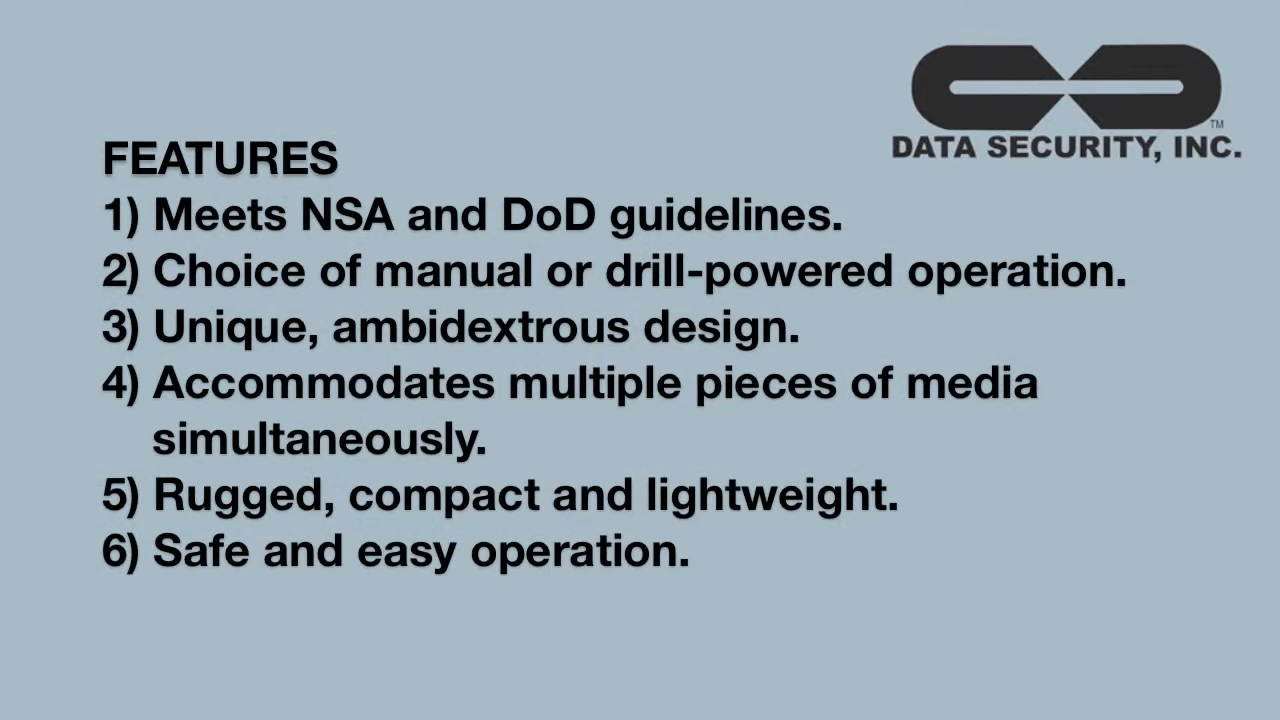 TM
DATA SECURITY, INC.
FEATURES
1) Meets NSA and DoD guidelines.
2) Choice of manual or drill-powered operation.
3) Unique, ambidextrous design.
4) Accommodates multiple pieces of media
simultaneously.
5) Rugged, compact and lightweight.
6) Safe and easy operation.